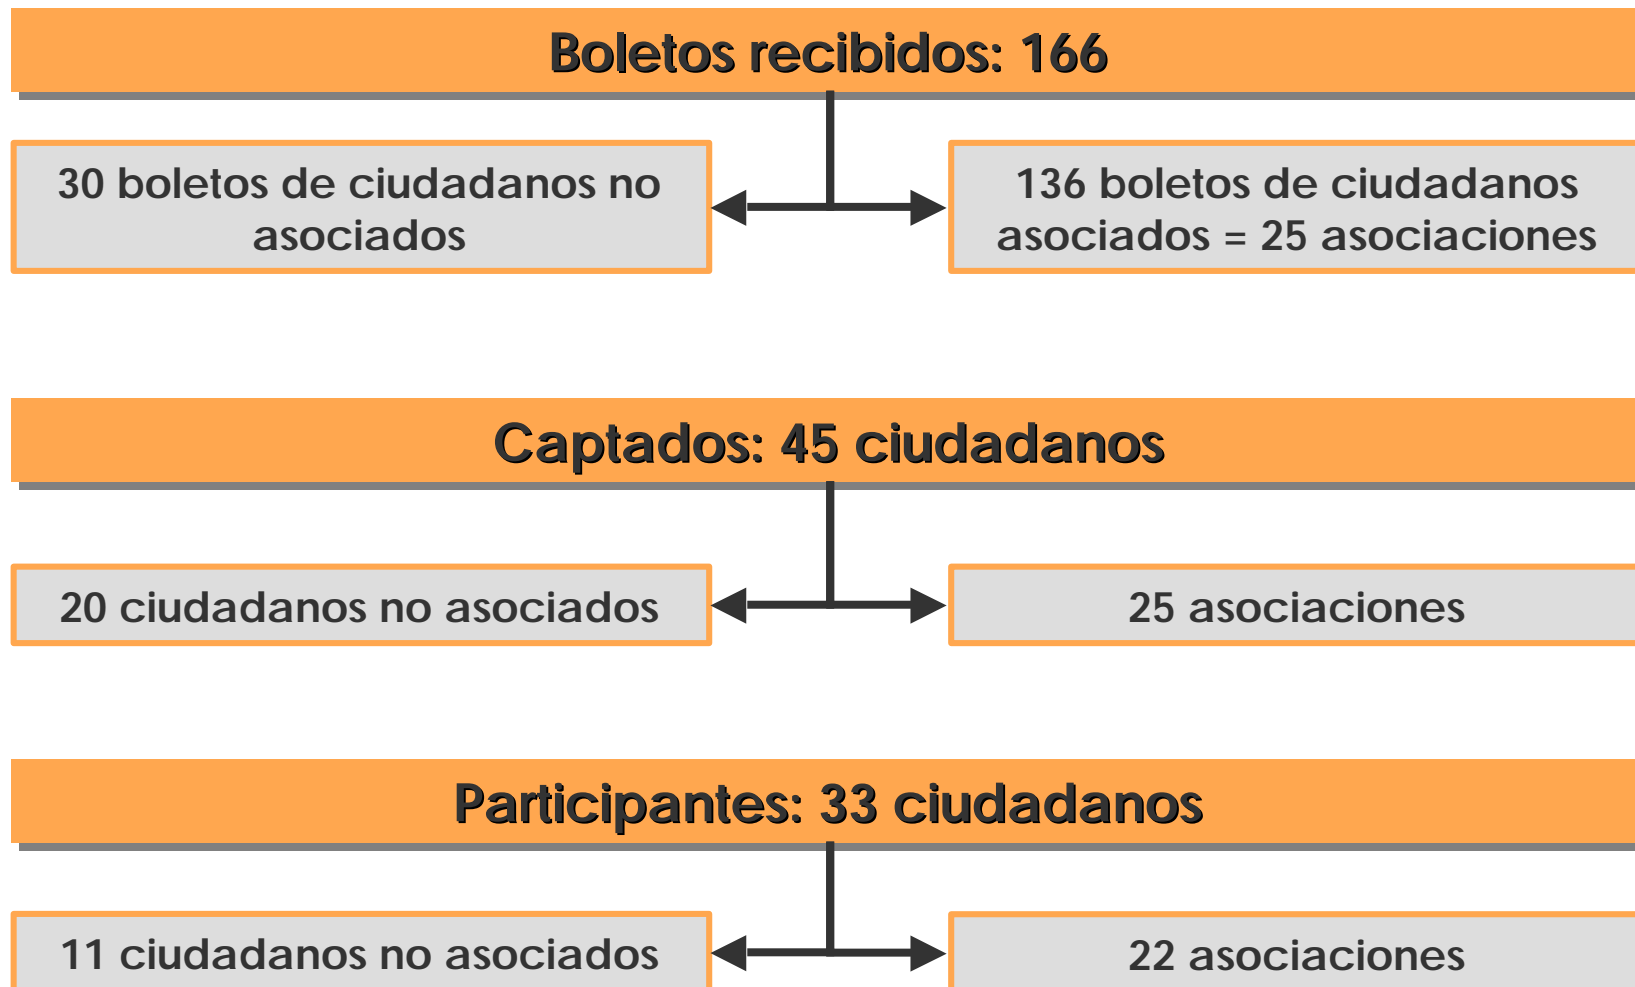 Boletos recibidos: 166
30 boletos de ciudadanos no
asociados
136 boletos de ciudadanos
asociados = 25 asociaciones
Captados: 45 ciudadanos
20 ciudadanos no asociados
25 asociaciones
Participantes: 33 ciudadanos
11 ciudadanos no asociados
22 asociaciones